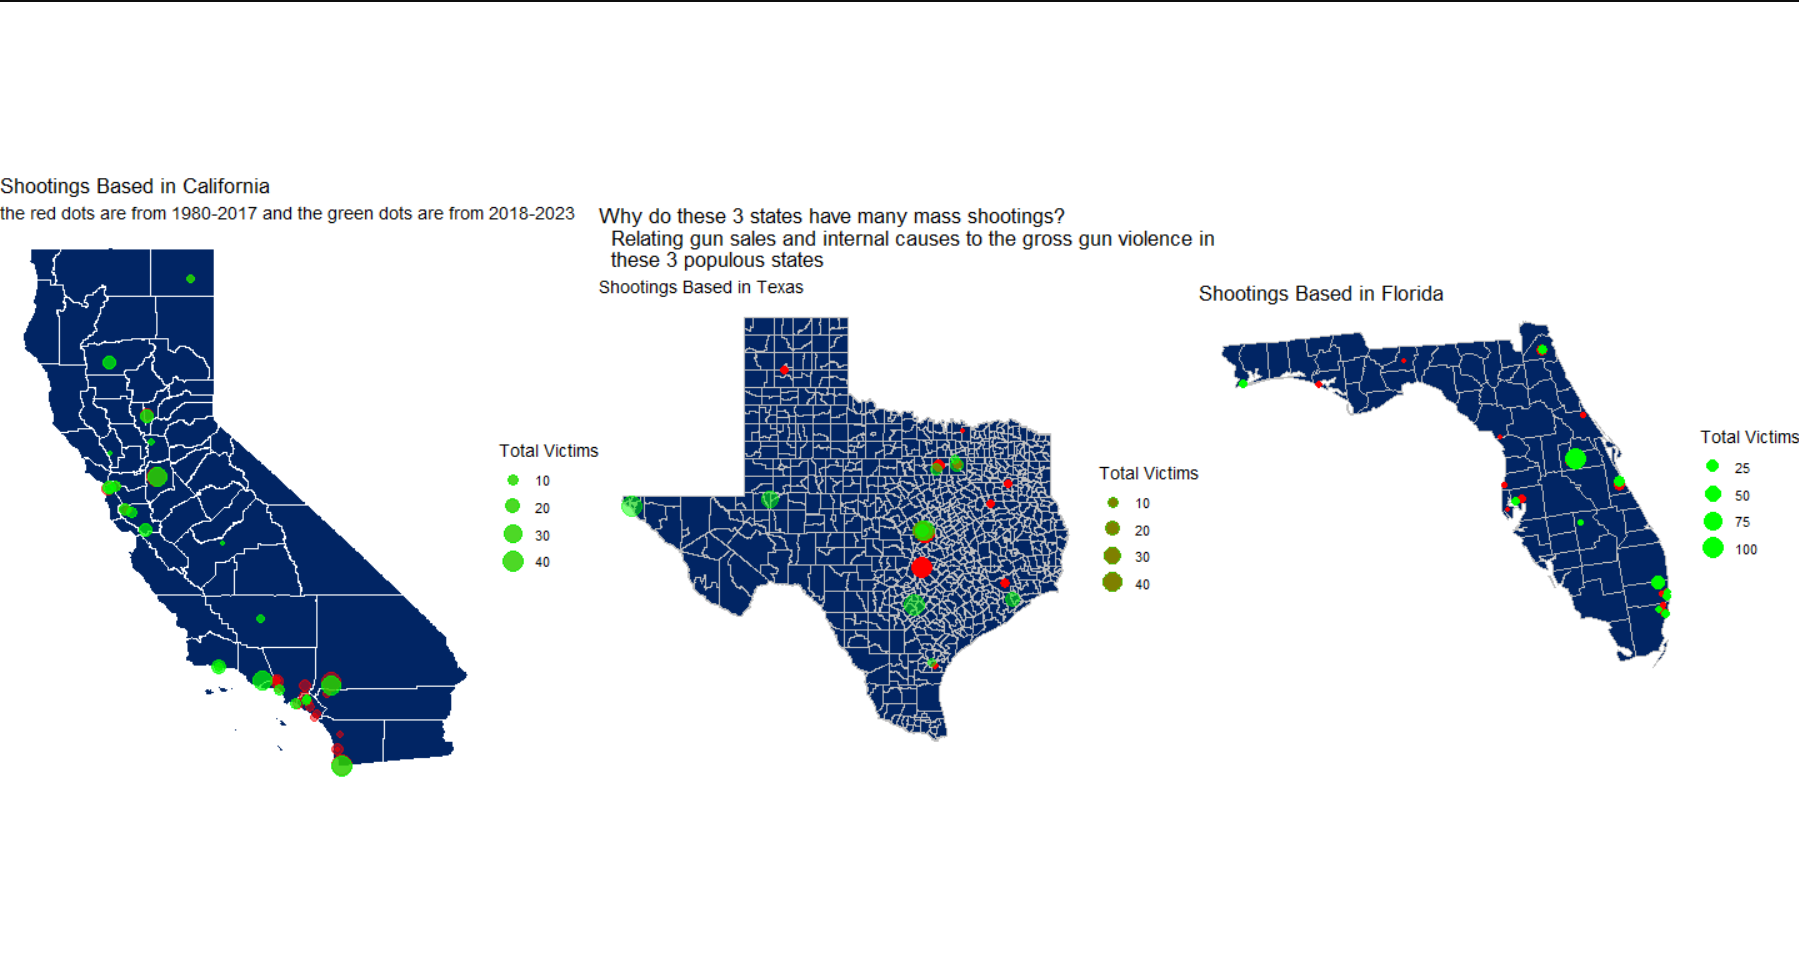 Shootings Based in California
the red dots are from 1980-2017 and the green dots are from 2018-2023
Total Victims
10
20
30
40
Why do these 3 states have many mass shootings?
Relating gun sales and internal causes to the gross gun violence in
these 3 populous states
Shootings Based in Texas
Total Victims
10
20
30
40
Shootings Based in Florida
Total Victims
25
50
75
100